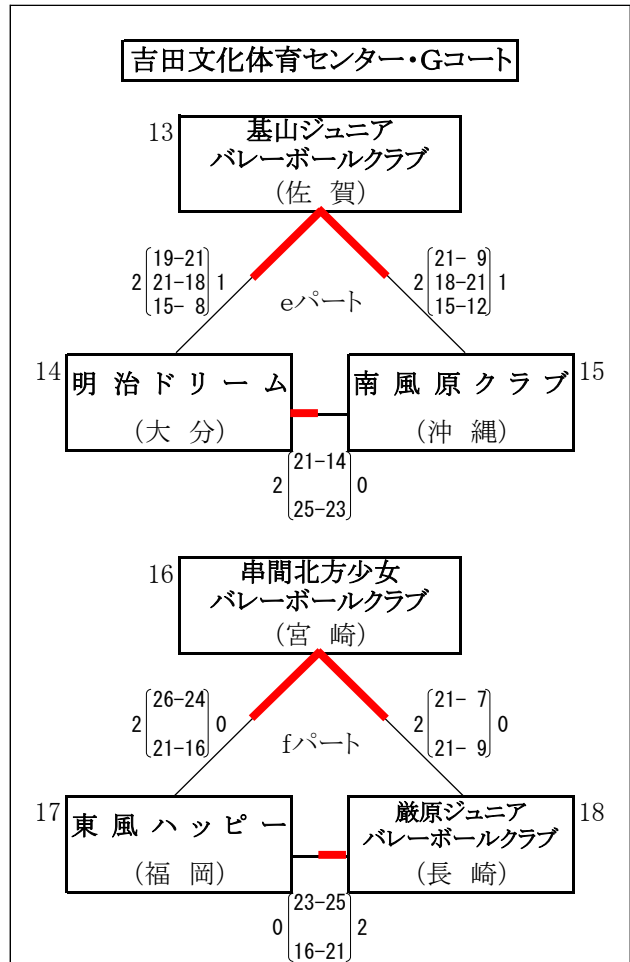 吉田文化体育センター・Gコート
13
基山ジュニア
バレーボールクラブ
(佐 賀)
2 19-21 1
21-18
15- 8
2 21- 9 1
18-21
15-12
eパート
14
明治ドリーム
(大 分)
南風原クラブ
(沖 縄)
15
2 21-14 0
25-23
16
串間北方少女
バレーボールクラブ
(宮 崎)
2 26-24 0
21-16
2 21- 7 0
21- 9
fパート
17
東風ハッピー
(福 岡)
厳原ジュニア
バレーボールクラブ
(長 崎)
18
0 23-25 2
16-21